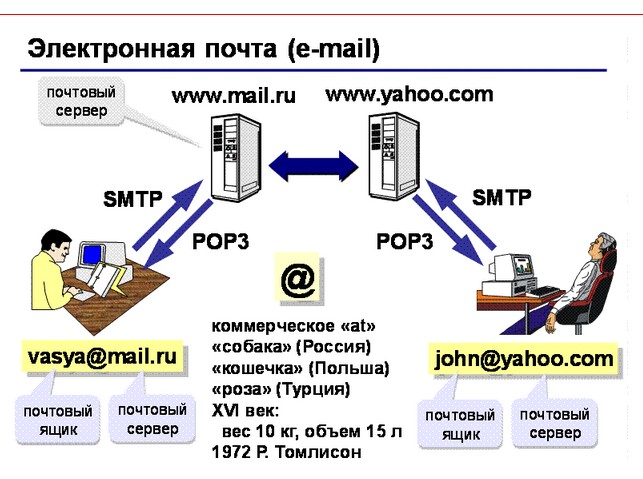 Электронная почта (e-mail)
почтовый
сервер
www.mail.ru
www.yahoo.com
SMTP
POP3
POP3
SMTP
@
vasya@mail.ru
почтовый
ящик
почтовый
сервер
коммерческое «at»
«собака» (Россия)
«кошечка» (Польша)
«роза» (Турция)
XVI век:
вес 10 кг, объем 15 л
1972 Р. Томлисон
john@yahoo.com
почтовый
ящик
почтовый
сервер